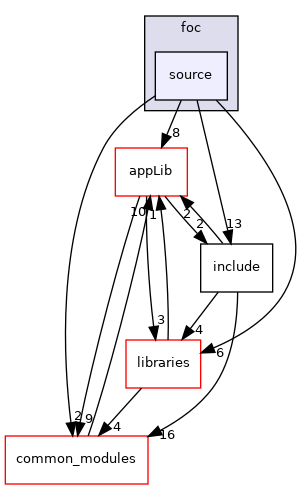 foc
source
8
appLib
10
1
2
2
13
include
3
4
libraries
6
2
9
4
16
common_modules